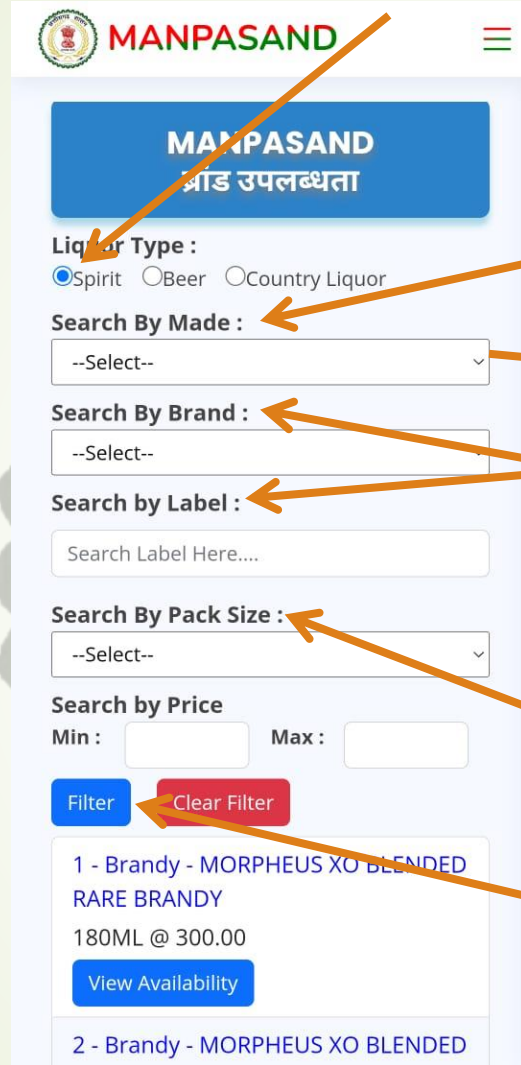 MANPASAND
MANPASAND
ब्रांड उपलब्धता
Liquor Type :
Spirit Beer Country Liquor
Search By Made :
--Select--
Search By Brand :
--Select--
Search by Label :
Search Label Here....
Search By Pack Size :
--Select--
Search by Price
Min : Max :
Filter Clear Filter
1 - Brandy - MORPHEUS XO BLENDED
RARE BRANDY
180ML @ 300.00
View Availability
2 - Brandy - MORPHEUS XO BLENDED